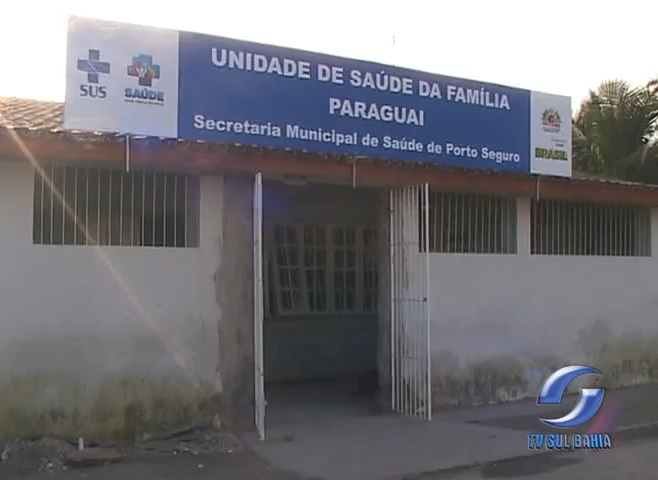 UNIDADE DE SAÚDE DA FAMÍLIA
PARAGUAI
Secretaria Municipal de Saúde de Porto Seguro
SUS
SAÚDE
BRASIL
TV SUL BAHIA